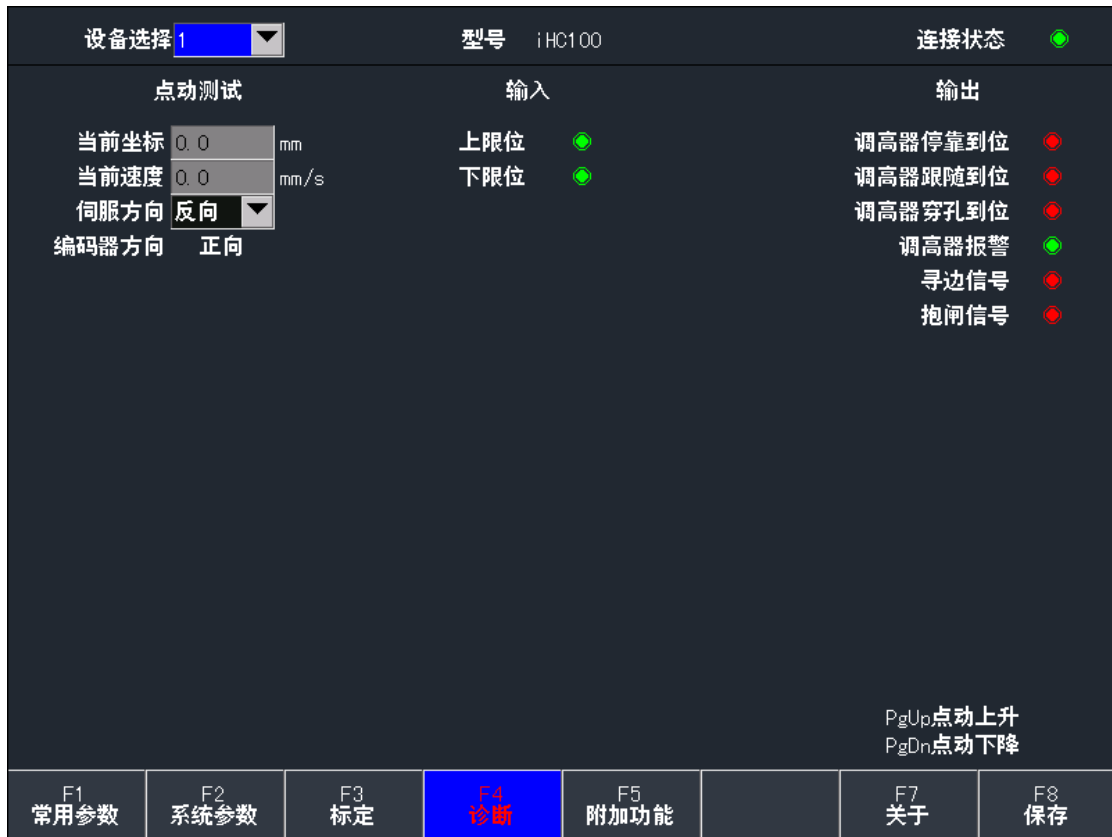 设备选择 1 型号 iHC100 连接状态
点动测试 输入 输出
当前坐标 0.0 mm 上限位 调高器停靠到位
当前速度 0.0 mm/s 下限位 调高器跟随到位
伺服方向 反向 调高器穿孔到位
编码器方向 正向 调高器报警
寻边信号
抱闸信号
PgUp点动上升
PgDn点动下降
F1 F2 F3 F4 F5 F7 F8
常用参数 系统参数 标定 诊断 附加功能 关于 保存